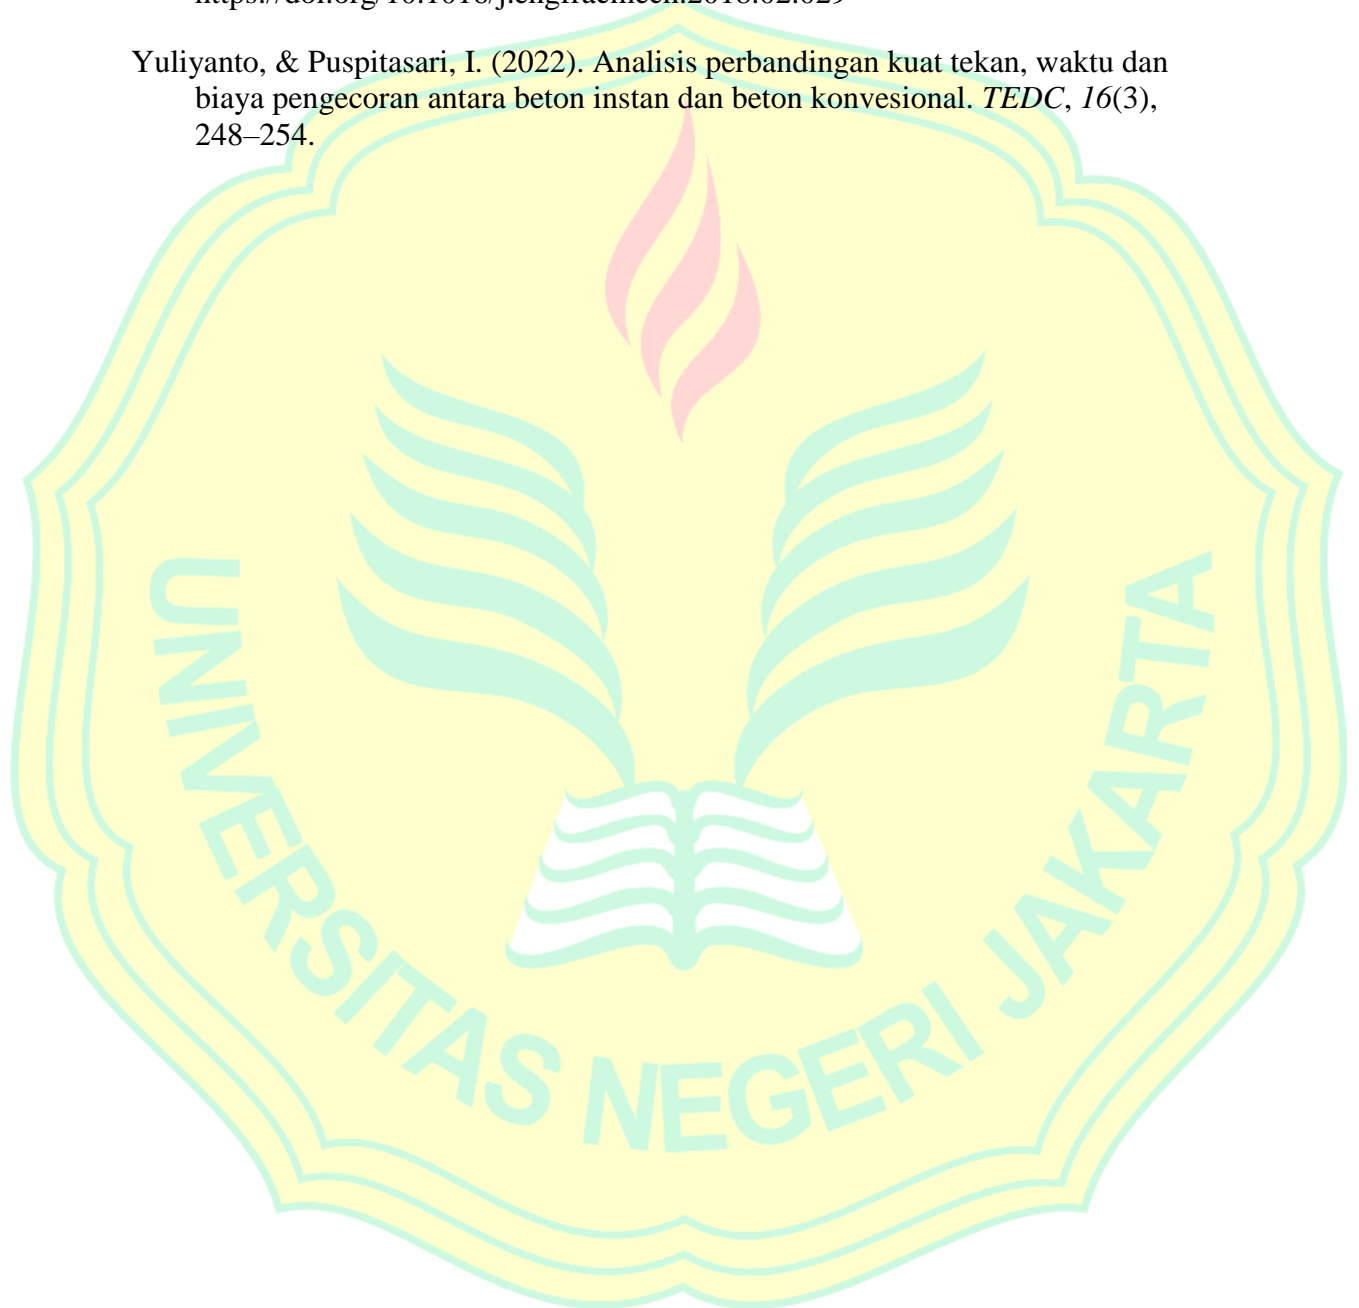 Yuliyanto, & Puspitasari, I. (2022). Analisis perbandingan kuat tekan, waktu dan
biaya pengecoran antara beton instan dan beton konvesional. TEDC, 16(3),
248–254.
UNIVERSITAS NEGERI JAKARTA